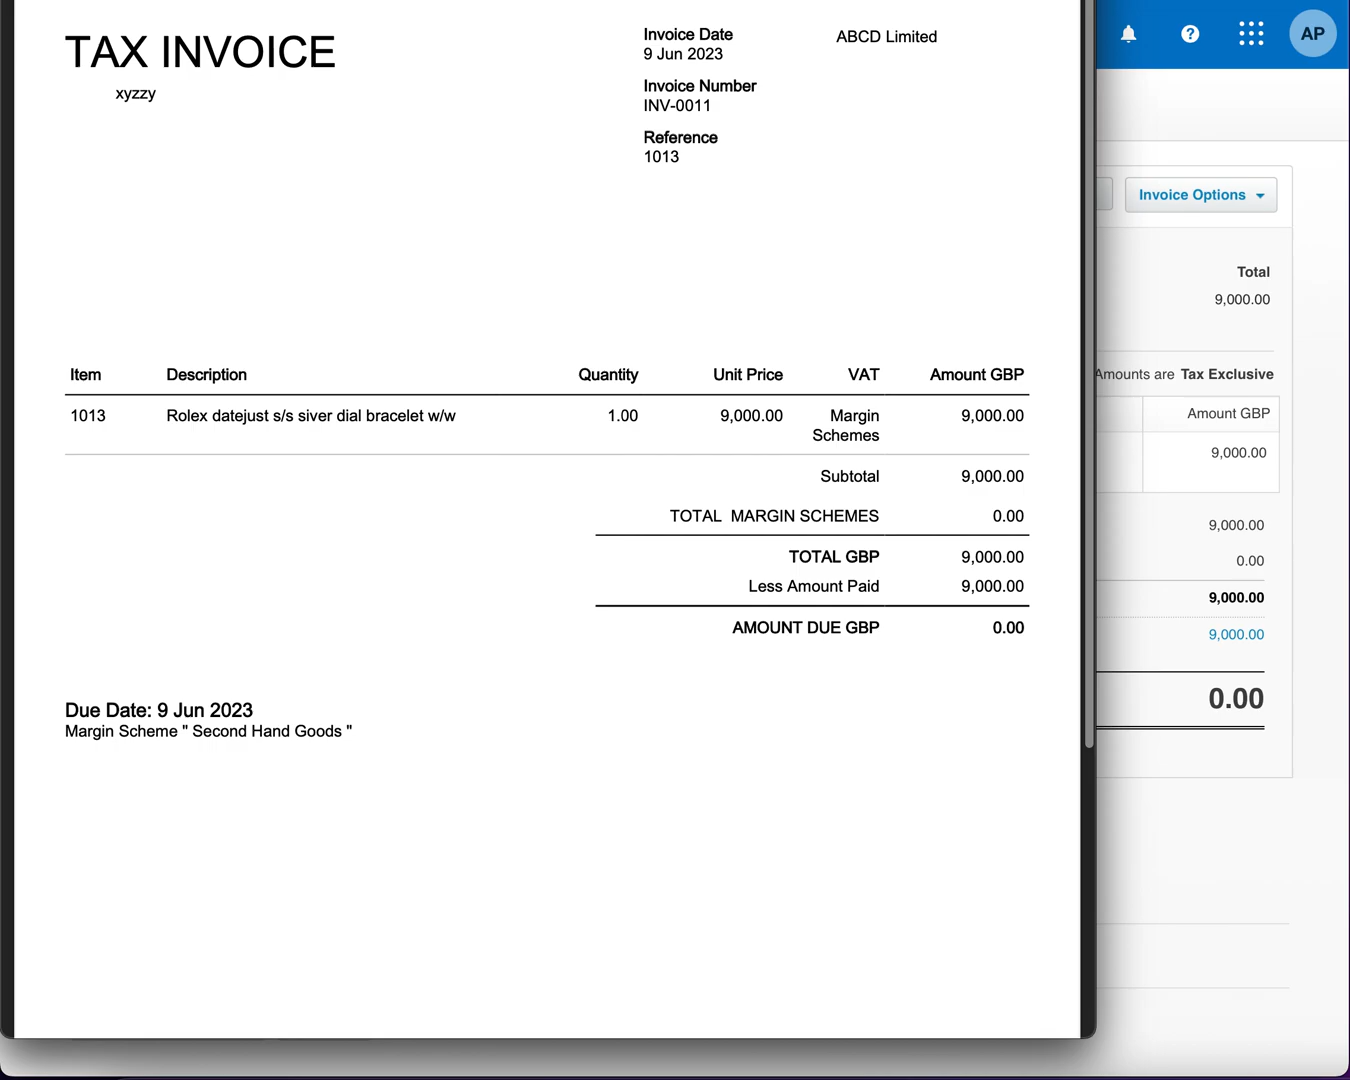 TAX INVOICE
xyzzy
Invoice Date
9 Jun 2023
Invoice Number
INV-0011
Reference
1013
ABCD Limited
Item Description Quantity Unit Price VAT Amount GBP
1013 Rolex datejust s/s siver dial bracelet w/w 1.00 9,000.00 Margin Schemes 9,000.00
Subtotal 9,000.00
TOTAL MARGIN SCHEMES 0.00
TOTAL GBP 9,000.00
Less Amount Paid 9,000.00
AMOUNT DUE GBP 0.00
Due Date: 9 Jun 2023
Margin Scheme " Second Hand Goods "
?
AP
Invoice Options
Total
9,000.00
Amounts are Tax Exclusive
Amount GBP
9,000.00
9,000.00
0.00
9,000.00
9,000.00
0.00